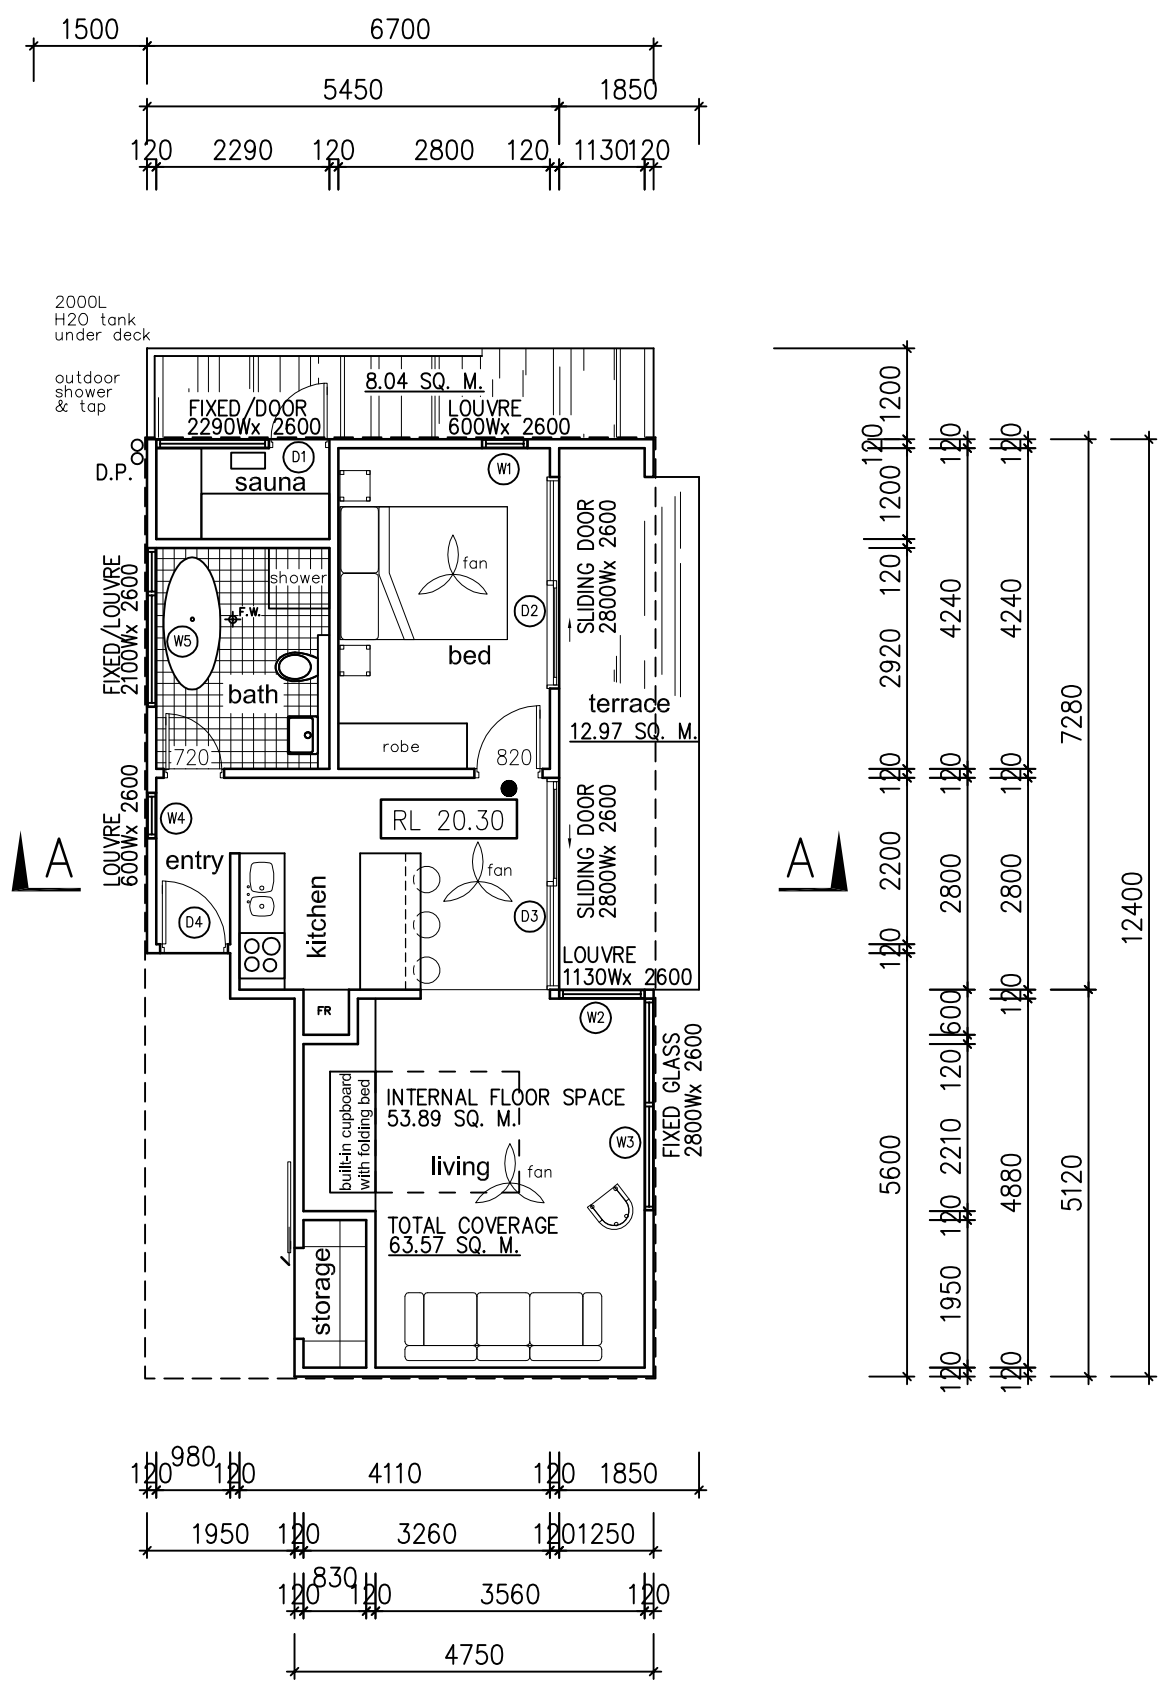 1500
6700
5450
1850
120
2290
120
2800
120
1130
120
2000L
H2O tank
under deck
outdoor
shower
& tap
8.04 SQ. M.
FIXED/DOOR
2290Wx 2600
LOUVRE
600Wx 2600
D.P.
D1
sauna
W1
FIXED/LOUVRE
2100Wx 2600
shower
F.W.
W5
bath
720
fan
D2
bed
robe
820
SLIDING DOOR
2800Wx 2600
terrace
12.97 SQ. M.
LOUVRE
600Wx 2600
W4
RL 20.30
SLIDING DOOR
2800Wx 2600
A
A
entry
D4
kitchen
fan
D3
LOUVRE
1130Wx 2600
FR
W2
FIXED GLASS
2800Wx 2600
built-in cupboard
with folding bed
INTERNAL FLOOR SPACE
53.89 SQ. M.
W3
living
fan
TOTAL COVERAGE
63.57 SQ. M.
storage
1200
120
1200
120
2920
120
2200
120
5600
120
4240
120
2800
600
120
2210
120
1950
120
120
4240
120
2800
120
4880
120
7280
5120
12400
120
980
120
4110
120
1850
1950
120
3260
120
1250
120
830
120
3560
120
4750